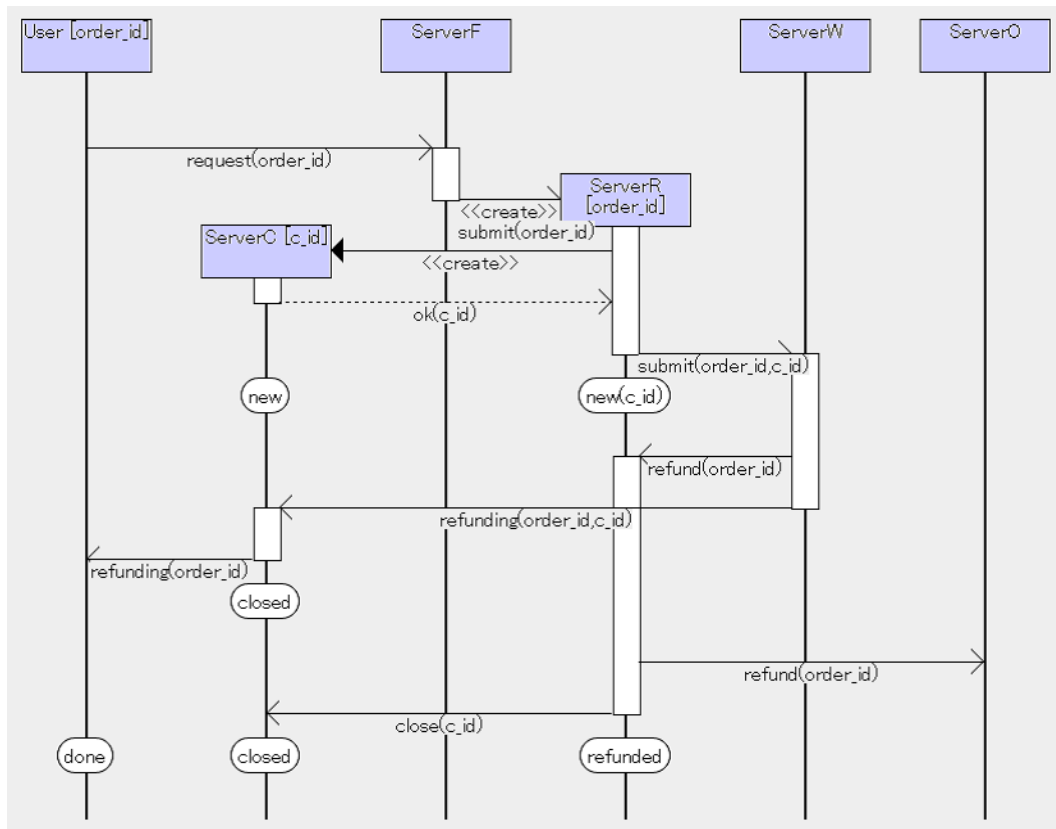 User [order_id]
ServerF
ServerW
ServerO
request(order_id)
ServerR
[order_id]
<<create>>
submit(order_id)
ServerC [c_id]
<<create>>
ok(c_id)
submit(order_id,c_id)
new
new(c_id)
refund(order_id)
refunding(order_id,c_id)
refunding(order_id)
closed
refund(order_id)
close(c_id)
done
closed
refunded